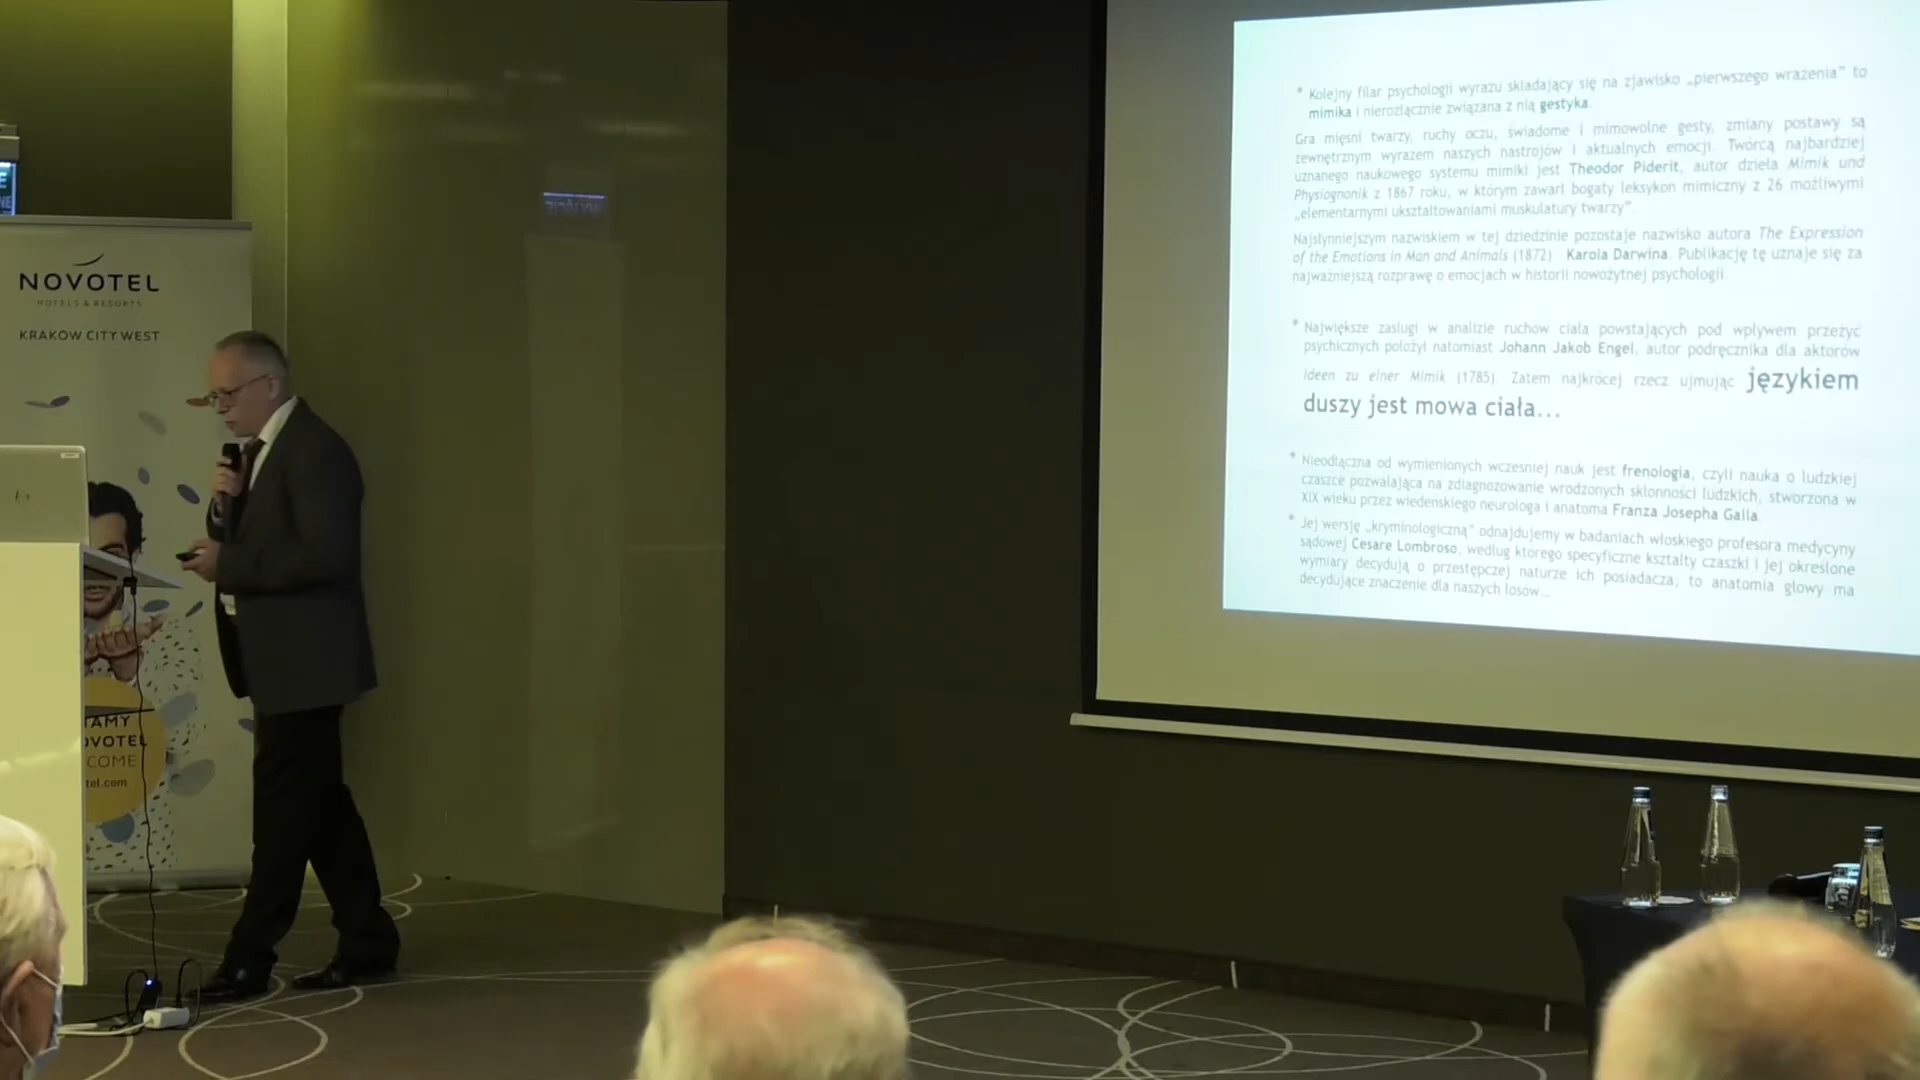 NOVOTEL
HOTELS & RESORTS
KRAKOW CITY WEST
TAMY
OVOTEL
COME
tel.com
* Kolejny filar psychologii wyrazu składający się na zjawisko „pierwszego wrażenia” to
mimika i nierozłącznie związana z nią gestyka.
Gra mięśni twarzy, ruchy oczu, świadome i mimowolne gesty, zmiany postawy są
zewnętrznym wyrazem naszych nastrojów i aktualnych emocji. Twórcą najbardziej
uznanego naukowego systemu mimiki jest Theodor Piderit, autor dzieła Mimik und
Physiognonik z 1867 roku, w którym zawarł bogaty leksykon mimiczny z 26 możliwymi
„elementarnymi ukształtowaniami muskulatury twarzy”.
Najsłynniejszym nazwiskiem w tej dziedzinie pozostaje nazwisko autora The Expression
of the Emotions in Man and Animals (1872) Karola Darwina. Publikację tę uznaje się za
najważniejszą rozprawę o emocjach w historii nowożytnej psychologii.
* Największe zasługi w analizie ruchów ciała powstających pod wpływem przeżyć
psychicznych położył natomiast Johann Jakob Engel, autor podręcznika dla aktorów
Ideen zu einer Mimik (1785). Zatem najkrócej rzecz ujmując językiem
duszy jest mowa ciała...
* Nieodłączna od wymienionych wcześniej nauk jest frenologia, czyli nauka o ludzkiej
czaszce pozwalająca na zdiagnozowanie wrodzonych skłonności ludzkich, stworzona w
XIX wieku przez wiedeńskiego neurologa i anatoma Franza Josepha Galla.
* Jej wersję „kryminologiczną” odnajdujemy w badaniach włoskiego profesora medycyny
sądowej Cesare Lombroso, według którego specyficzne kształty czaszki i jej określone
wymiary decydują o przestępczej naturze ich posiadacza; to anatomia głowy ma
decydujące znaczenie dla naszych losów...